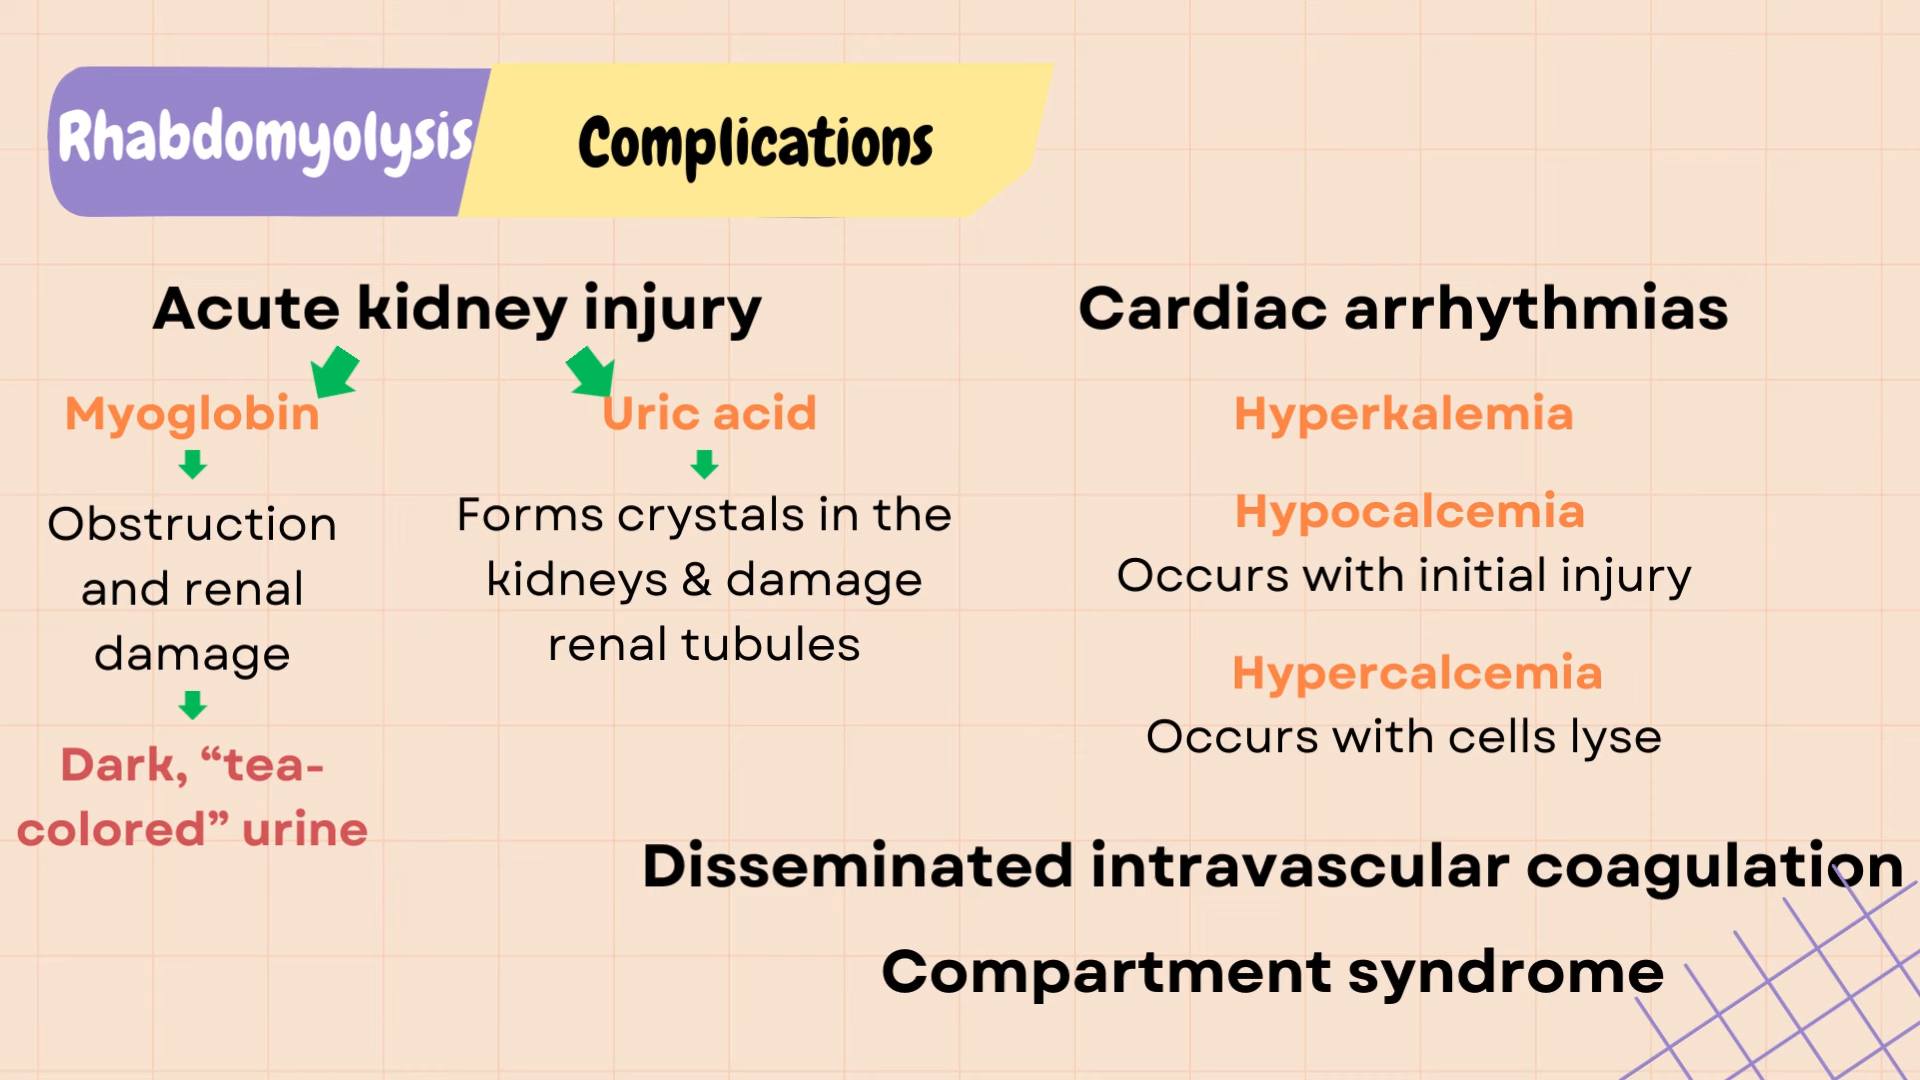 Rhabdomyolysis
Complications
Acute kidney injury
Myoglobin
Obstruction
and renal
damage
Dark, “tea-
colored” urine
Uric acid
Forms crystals in the
kidneys & damage
renal tubules
Cardiac arrhythmias
Hyperkalemia
Hypocalcemia
Occurs with initial injury
Hypercalcemia
Occurs with cells lyse
Disseminated intravascular coagulation
Compartment syndrome